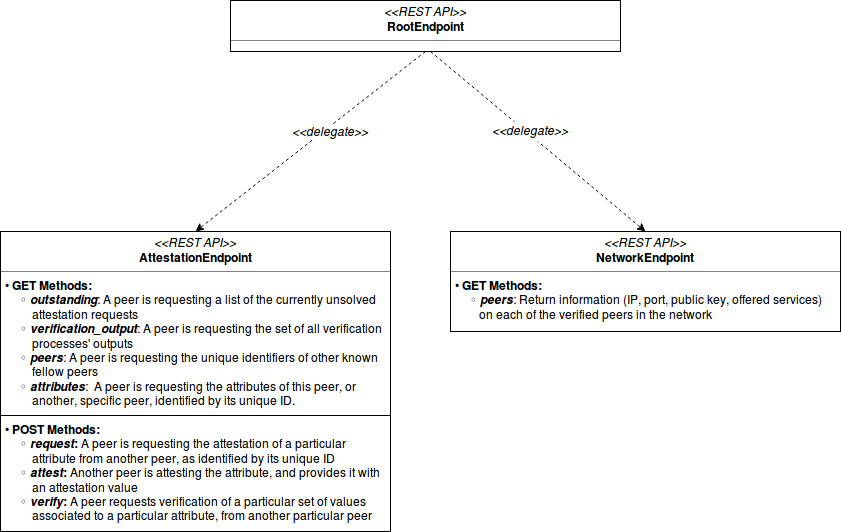 <<REST API>>
RootEndpoint
<<delegate>>
<<delegate>>
<<REST API>>
AttestationEndpoint
• GET Methods:
◦ outstanding: A peer is requesting a list of the currently unsolved
attestation requests
◦ verification_output: A peer is requesting the set of all verification
processes' outputs
◦ peers: A peer is requesting the unique identifiers of other known
fellow peers
◦ attributes:  A peer is requesting the attributes of this peer, or
another, specific peer, identified by its unique ID.
• POST Methods:
◦ request: A peer is requesting the attestation of a particular
attribute from another peer, as identified by its unique ID
◦ attest: Another peer is attesting the attribute, and provides it with
an attestation value
◦ verify: A peer requests verification of a particular set of values
associated to a particular attribute, from another particular peer
<<REST API>>
NetworkEndpoint
• GET Methods:
◦ peers: Return information (IP, port, public key, offered services)
on each of the verified peers in the network